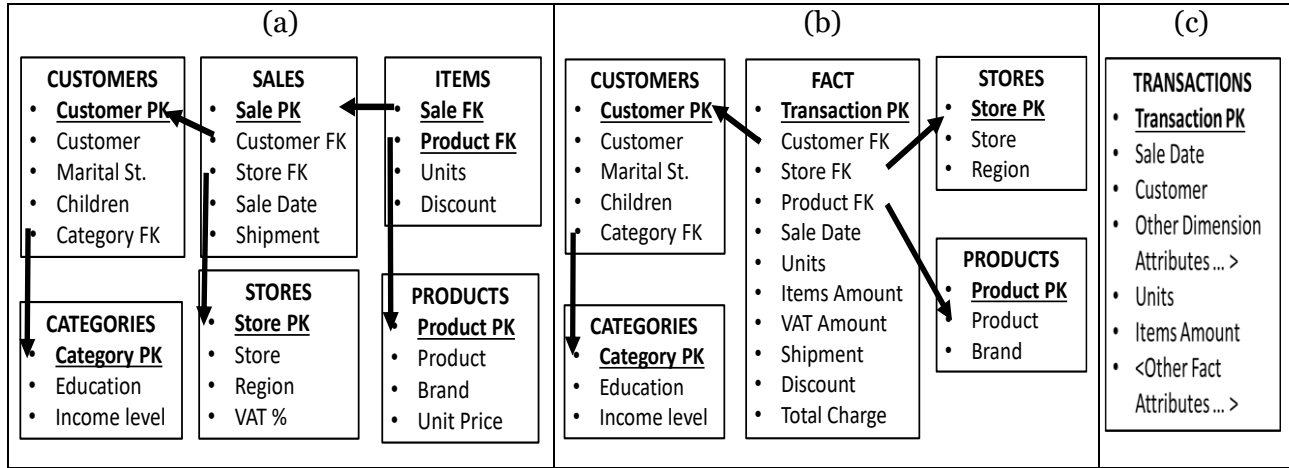 (a)
CUSTOMERS
• Customer PK
• Customer
• Marital St.
• Children
• Category FK
CATEGORIES
• Category PK
• Education
• Income level
SALES
• Sale PK
• Customer FK
• Store FK
• Sale Date
• Shipment
STORES
• Store PK
• Store
• Region
• VAT %
ITEMS
• Sale FK
• Product FK
• Units
• Discount
PRODUCTS
• Product PK
• Product
• Brand
• Unit Price
(b)
CUSTOMERS
• Customer PK
• Customer
• Marital St.
• Children
• Category FK
CATEGORIES
• Category PK
• Education
• Income level
FACT
• Transaction PK
• Customer FK
• Store FK
• Product FK
• Sale Date
• Units
• Items Amount
• VAT Amount
• Shipment
• Discount
• Total Charge
STORES
• Store PK
• Store
• Region
PRODUCTS
• Product PK
• Product
• Brand
(c)
TRANSACTIONS
• Transaction PK
• Sale Date
• Customer
• Other Dimension
Attributes ... >
• Units
• Items Amount
• <Other Fact
Attributes ... >